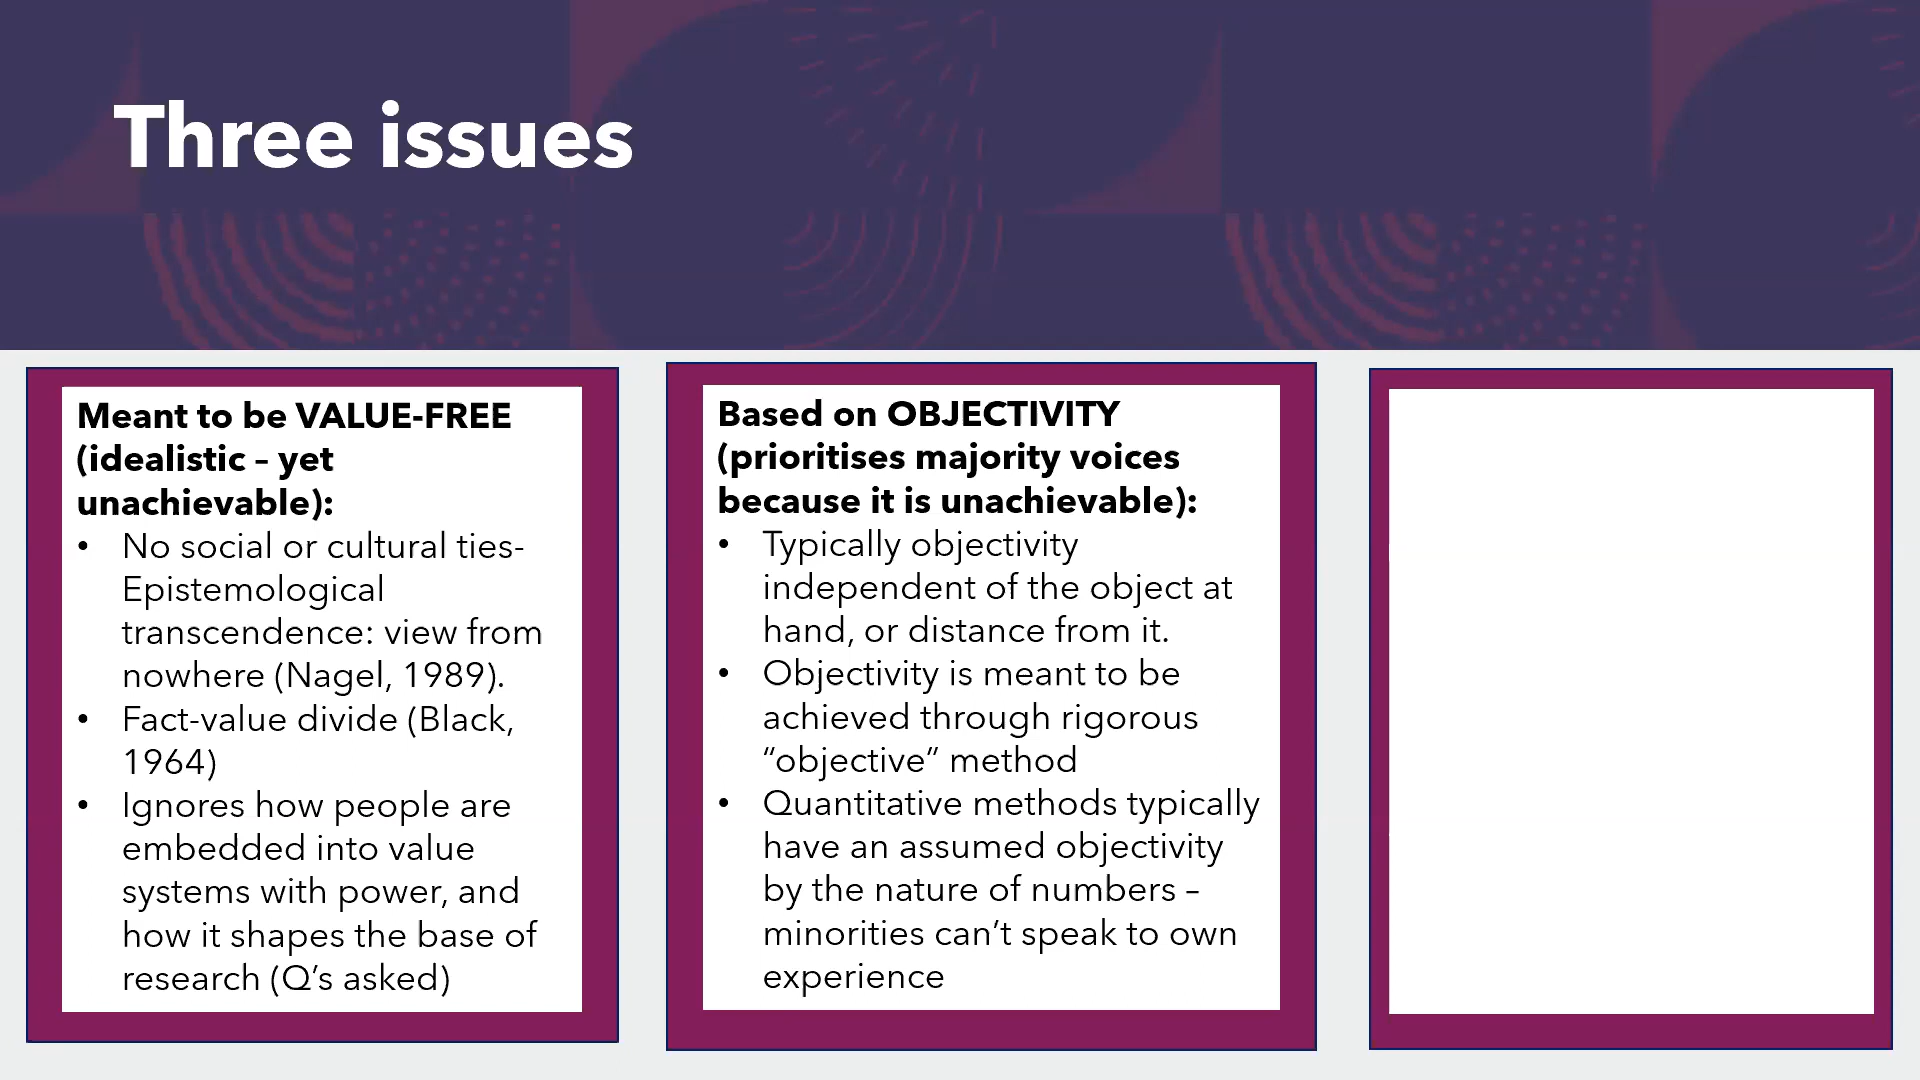 Three issues
Meant to be VALUE-FREE
(idealistic – yet
unachievable):
• No social or cultural ties-
Epistemological
transcendence: view from
nowhere (Nagel, 1989).
• Fact-value divide (Black,
1964)
• Ignores how people are
embedded into value
systems with power, and
how it shapes the base of
research (Q’s asked)
Based on OBJECTIVITY
(prioritises majority voices
because it is unachievable):
• Typically objectivity
independent of the object at
hand, or distance from it.
• Objectivity is meant to be
achieved through rigorous
“objective” method
• Quantitative methods typically
have an assumed objectivity
by the nature of numbers –
minorities can’t speak to own
experience